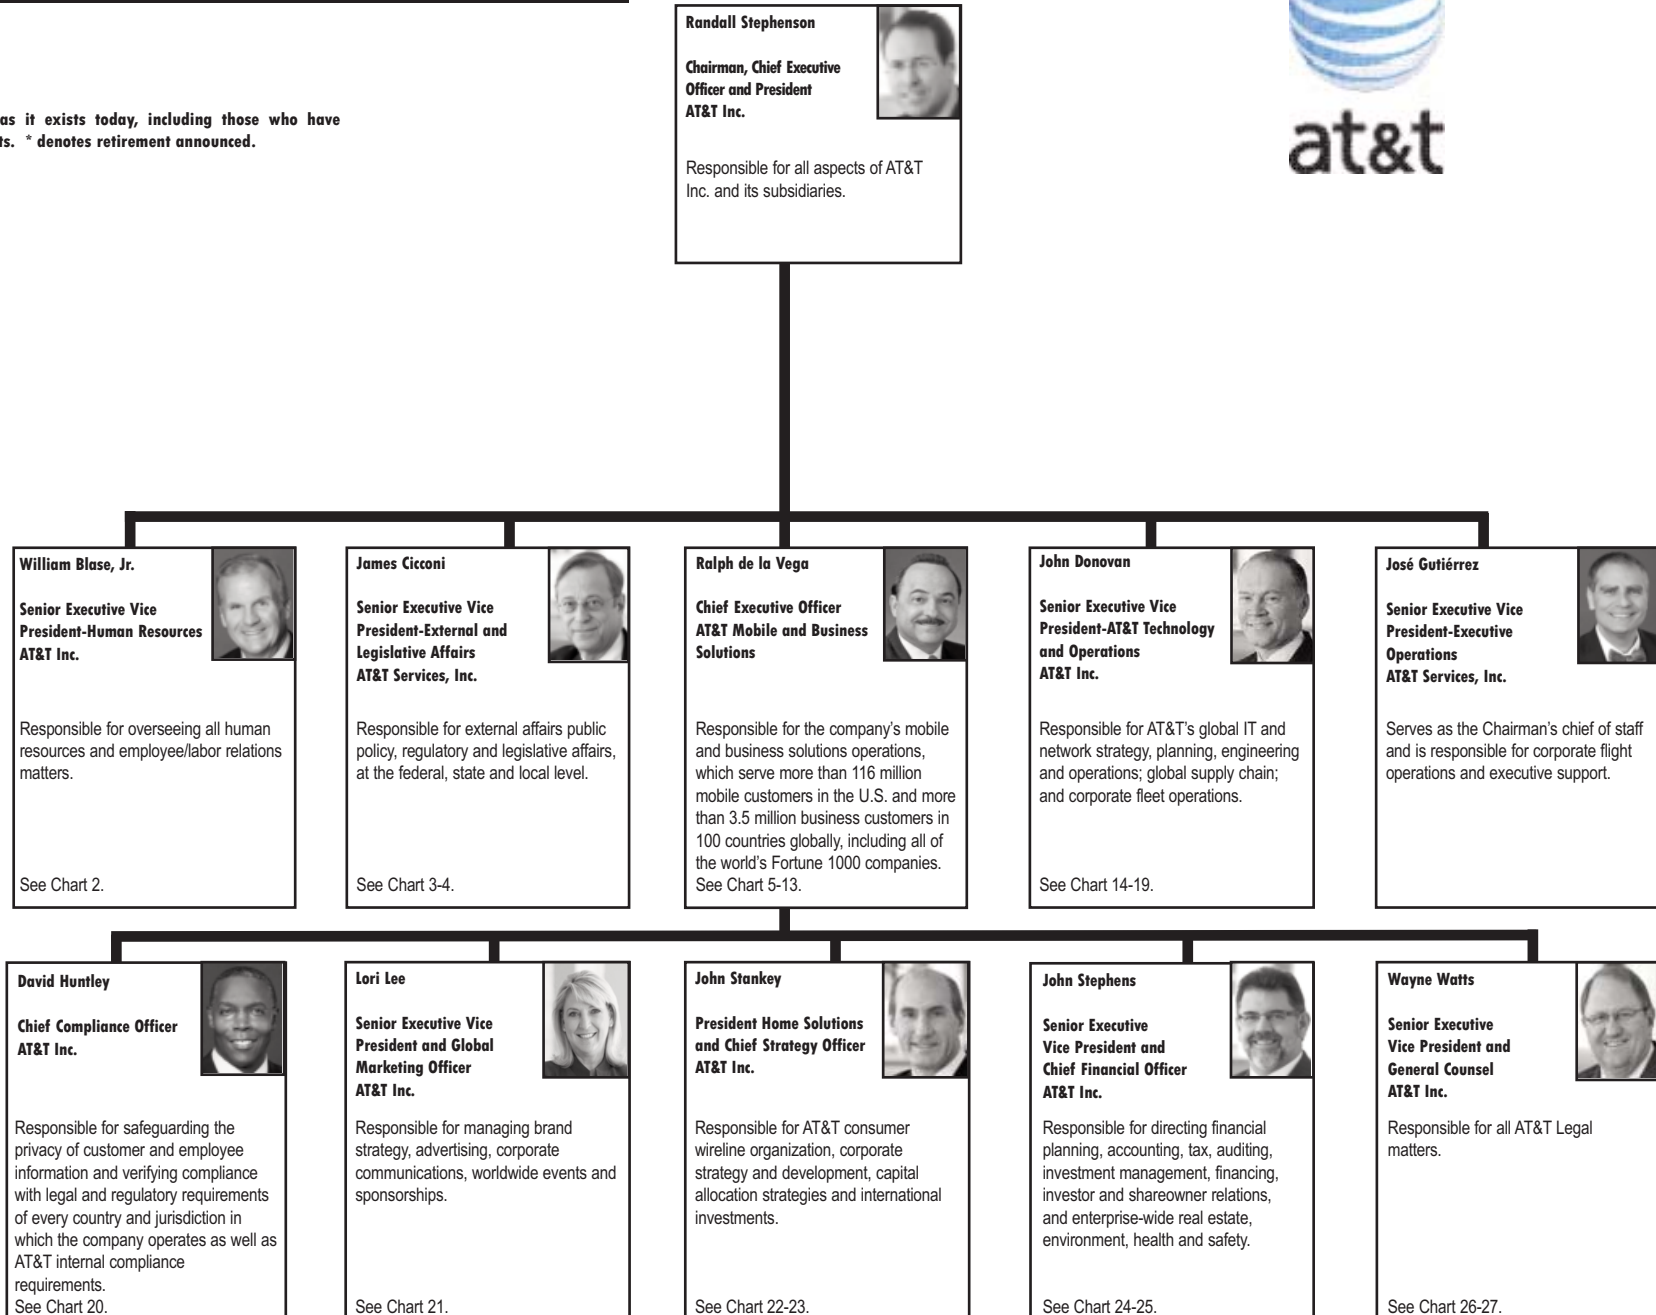 as it exists today, including those who have
ts. * denotes retirement announced.
Randall Stephenson
Chairman, Chief Executive
Officer and President
AT&T Inc.
Responsible for all aspects of AT&T
Inc. and its subsidiaries.
at&t
William Blase, Jr.
Senior Executive Vice
President-Human Resources
AT&T Inc.
Responsible for overseeing all human
resources and employee/labor relations
matters.
See Chart 2.
James Cicconi
Senior Executive Vice
President-External and
Legislative Affairs
AT&T Services, Inc.
Responsible for external affairs public
policy, regulatory and legislative affairs,
at the federal, state and local level.
See Chart 3-4.
Ralph de la Vega
Chief Executive Officer
AT&T Mobile and Business
Solutions
Responsible for the company's mobile
and business solutions operations,
which serve more than 116 million
mobile customers in the U.S. and more
than 3.5 million business customers in
100 countries globally, including all of
the world's Fortune 1000 companies.
See Chart 5-13.
John Donovan
Senior Executive Vice
President-AT&T Technology
and Operations
AT&T Inc.
Responsible for AT&T's global IT and
network strategy, planning, engineering
and operations; global supply chain;
and corporate fleet operations.
See Chart 14-19.
José Gutiérrez
Senior Executive Vice
President-Executive
Operations
AT&T Services, Inc.
Serves as the Chairman's chief of staff
and is responsible for corporate flight
operations and executive support.
David Huntley
Chief Compliance Officer
AT&T Inc.
Responsible for safeguarding the
privacy of customer and employee
information and verifying compliance
with legal and regulatory requirements
of every country and jurisdiction in
which the company operates as well as
AT&T internal compliance
requirements.
See Chart 20.
Lori Lee
Senior Executive Vice
President and Global
Marketing Officer
AT&T Inc.
Responsible for managing brand
strategy, advertising, corporate
communications, worldwide events and
sponsorships.
See Chart 21.
John Stankey
President Home Solutions
and Chief Strategy Officer
AT&T Inc.
Responsible for AT&T consumer
wireline organization, corporate
strategy and development, capital
allocation strategies and international
investments.
See Chart 22-23.
John Stephens
Senior Executive
Vice President and
Chief Financial Officer
AT&T Inc.
Responsible for directing financial
planning, accounting, tax, auditing,
investment management, financing,
investor and shareowner relations,
and enterprise-wide real estate,
environment, health and safety.
See Chart 24-25.
Wayne Watts
Senior Executive
Vice President and
General Counsel
AT&T Inc.
Responsible for all AT&T Legal
matters.
See Chart 26-27.